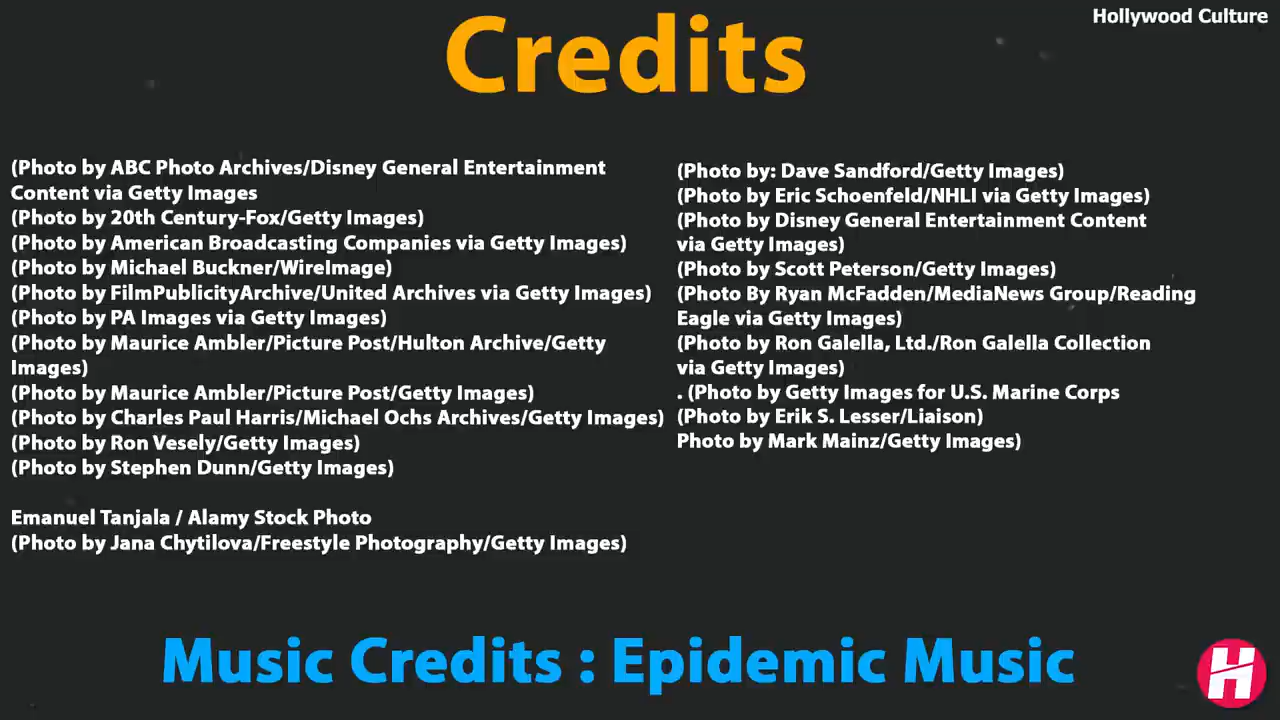 Hollywood Culture
Credits
(Photo by ABC Photo Archives/Disney General Entertainment
Content via Getty Images
(Photo by 20th Century-Fox/Getty Images)
(Photo by American Broadcasting Companies via Getty Images)
(Photo by Michael Buckner/WireImage)
(Photo by FilmPublicityArchive/United Archives via Getty Images)
(Photo by PA Images via Getty Images)
(Photo by Maurice Ambler/Picture Post/Hulton Archive/Getty
Images)
(Photo by Maurice Ambler/Picture Post/Getty Images)
(Photo by Charles Paul Harris/Michael Ochs Archives/Getty Images)
(Photo by Ron Vesely/Getty Images)
(Photo by Stephen Dunn/Getty Images)
Emanuel Tanjala / Alamy Stock Photo
(Photo by Jana Chytilova/Freestyle Photography/Getty Images)
(Photo by: Dave Sandford/Getty Images)
(Photo by Eric Schoenfeld/NHLI via Getty Images)
(Photo by Disney General Entertainment Content
via Getty Images)
(Photo by Scott Peterson/Getty Images)
(Photo By Ryan McFadden/MediaNews Group/Reading
Eagle via Getty Images)
(Photo by Ron Galella, Ltd./Ron Galella Collection
via Getty Images)
. (Photo by Getty Images for U.S. Marine Corps
(Photo by Erik S. Lesser/Liaison)
Photo by Mark Mainz/Getty Images)
Music Credits : Epidemic Music
H